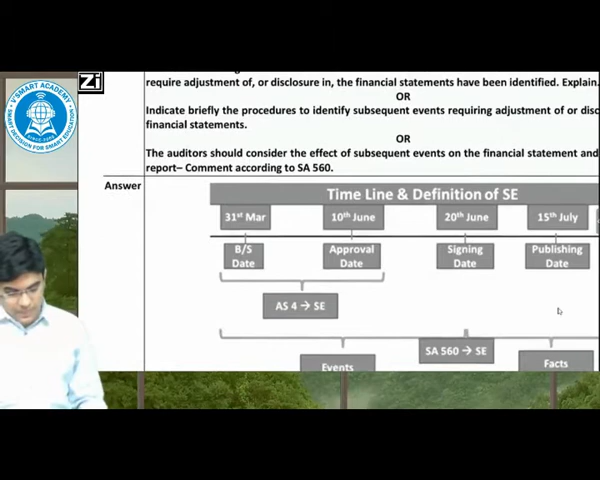 V'SMART ACADEMY
SMART DECISION FOR SMART EDUCATION
Zi
require adjustment of, or disclosure in, the financial statements have been identified. Explain.
OR
Indicate briefly the procedures to identify subsequent events requiring adjustment of or disc
financial statements.
OR
The auditors should consider the effect of subsequent events on the financial statement and
report– Comment according to SA 560.
Answer
Time Line & Definition of SE
31st Mar
10th June
20th June
15th July
B/S
Date
Approval
Date
Signing
Date
Publishing
Date
AS 4 → SE
SA 560 → SE
Events
Facts